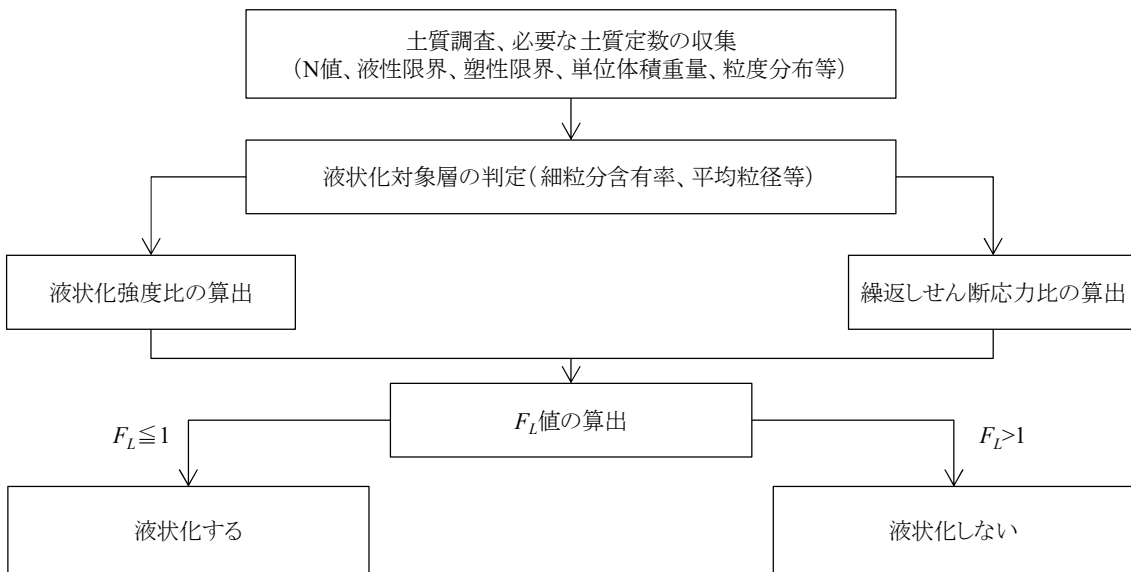 土質調査、必要な土質定数の収集
（N値、液性限界、塑性限界、単位体積重量、粒度分布等）
液状化対象層の判定（細粒分含有率、平均粒径等）
液状化強度比の算出
繰返しせん断応力比の算出
F_L値の算出
F_L≦1
F_L>1
液状化する
液状化しない